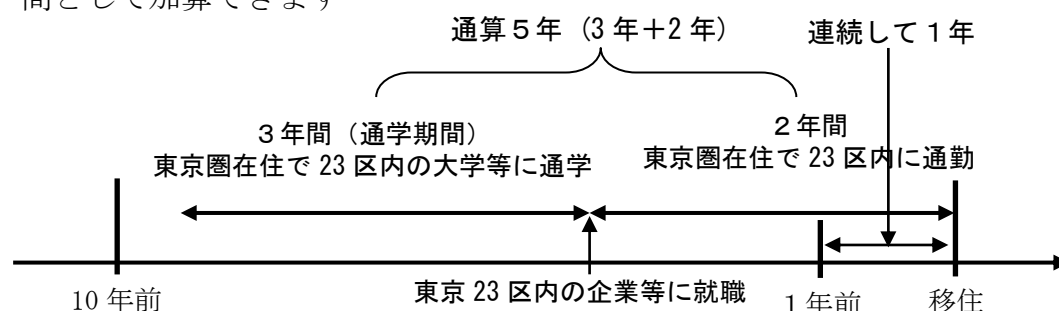 間として加算できます
通算５年（3 年＋2 年）
連続して１年
３年間（通学期間）
東京圏在住で 23 区内の大学等に通学
２年間
東京圏在住で 23 区内に通勤
10 年前
東京 23 区内の企業等に就職
１年前
移住